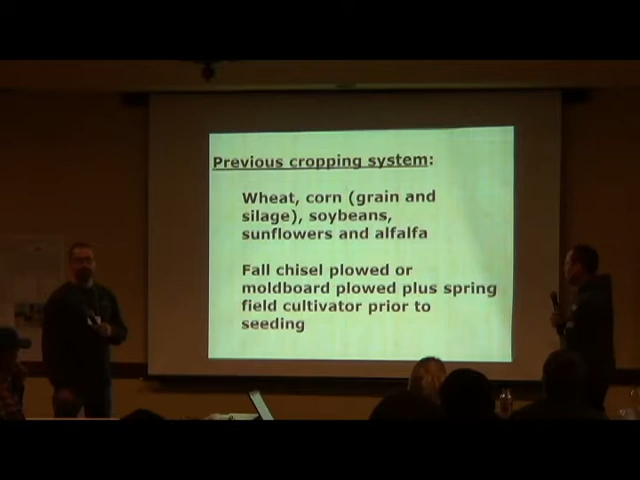 Previous cropping system:
Wheat, corn (grain and
silage), soybeans,
sunflowers and alfalfa
Fall chisel plowed or
moldboard plowed plus spring
field cultivator prior to
seeding